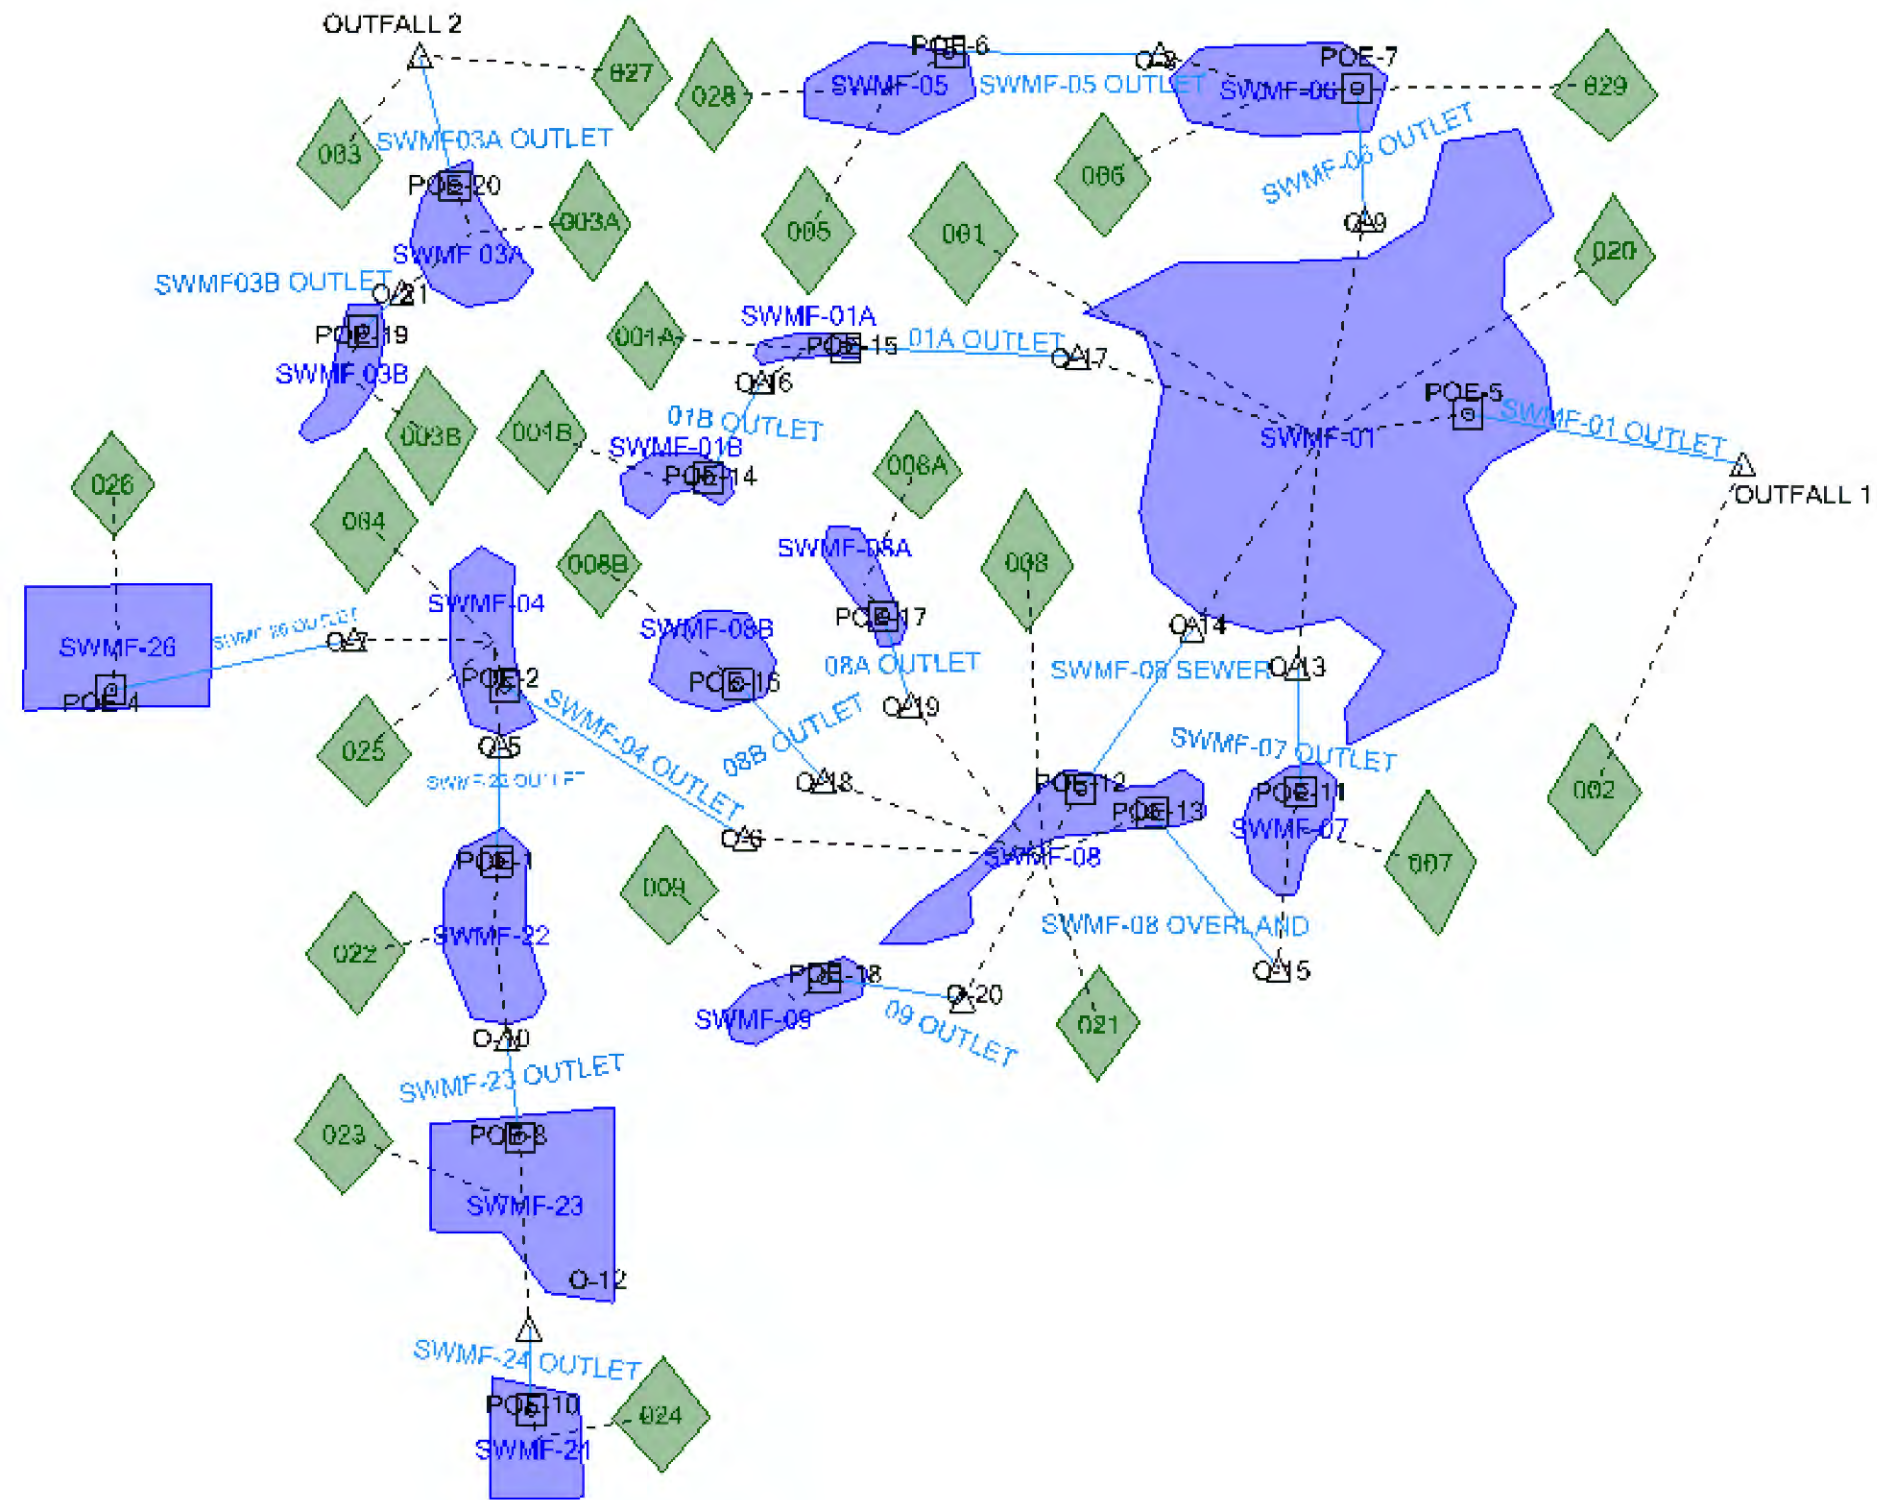 OUTFALL 2
POE-6
POE-7
027
028
SWMF-05
SWMF-05 OUTLET
O-8
SWMF-06
029
003
SWMF03A OUTLET
SWMF-06 OUTLET
006
POE-20
003A
005
001
O-9
020
SWMF 03A
SWMF03B OUTLET
O-21
SWMF-01A
POE-19
001A
POE-15
01A OUTLET
O-17
SWMF 03B
O-16
POE-5
01B OUTLET
SWMF-01 OUTLET
003B
001B
SWMF-01B
SWMF-01
POE-14
008A
026
OUTFALL 1
004
SWMF-08A
008B
008
SWMF-04
POE-17
SWMF-26 OUTLET
O-7
SWMF-08B
O-14
SWMF-26
08A OUTLET
SWMF-08 SEWER
O-13
POE-2
POE-16
POE-4
O-19
SWMF-04 OUTLET
08B OUTLET
025
O-5
SWMF-07 OUTLET
SWMF-22 OUTLET
O-18
POE-12
POE-13
POE-11
002
O-6
SWMF-07
POE-1
SWMF-08
007
009
SWMF-08 OVERLAND
SWMF-22
022
O-15
POE-18
O-20
SWMF-09
09 OUTLET
021
O-10
SWMF-23 OUTLET
023
POE-8
SWMF-23
O-12
SWMF-24 OUTLET
POE-10
024
SWMF-24